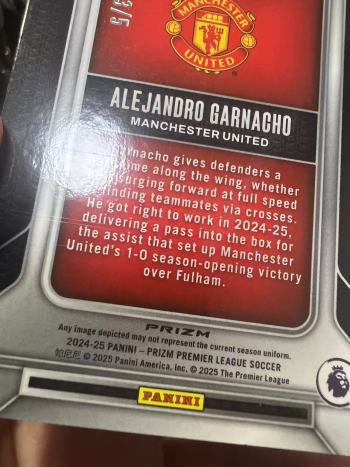 MANCHESTER
UNITED
ALEJANDRO GARNACHO
MANCHESTER UNITED
Garnacho gives defenders a
time along the wing, whether
surging forward at full speed
finding teammates via crosses.
He got right to work in 2024-25,
delivering a pass into the box for
the assist that set up Manchester
United's 1-0 season-opening victory
over Fulham.
PRIZM
Any image depicted may not represent the current season uniform.
2024-25 PANINI – PRIZM PREMIER LEAGUE SOCCER
帕尼尼 © 2025 Panini America, Inc. © 2025 The Premier League
PANINI